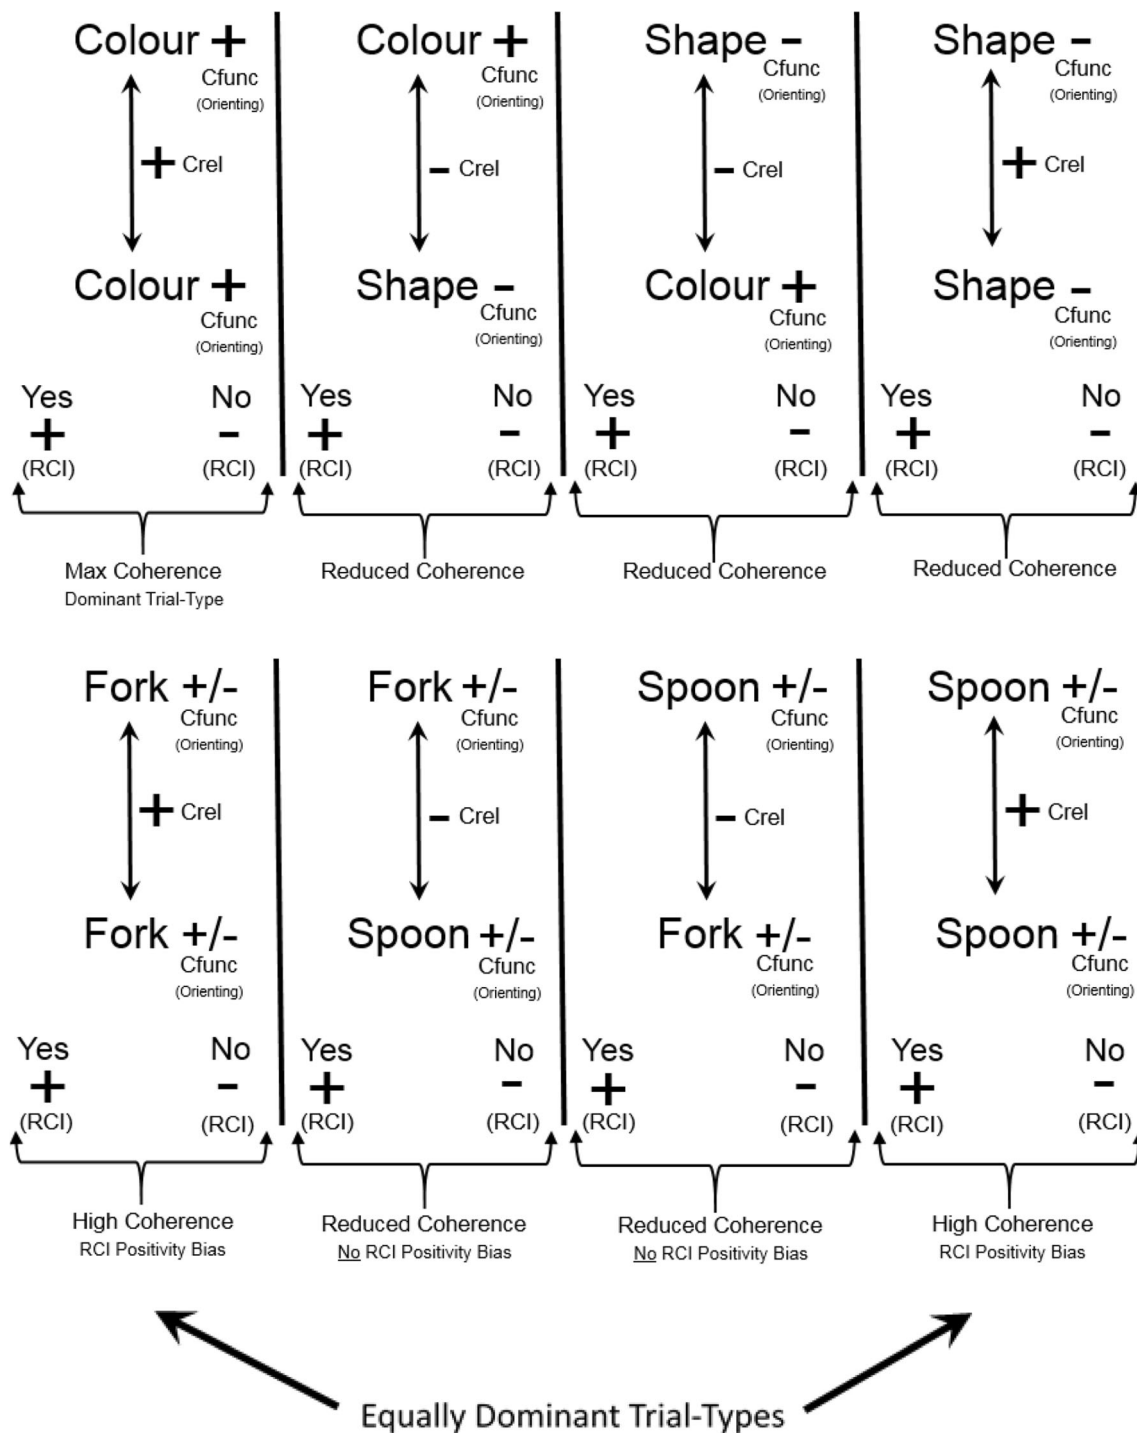 Colour + Colour + Shape - Shape -
Cfunc Cfunc Cfunc Cfunc
(Orienting) (Orienting) (Orienting) (Orienting)
+ Crel - Crel - Crel + Crel
Colour + Shape - Colour + Shape -
Cfunc Cfunc Cfunc Cfunc
(Orienting) (Orienting) (Orienting) (Orienting)
Yes No Yes No Yes No Yes No
+ - + - + - + -
(RCI) (RCI) (RCI) (RCI) (RCI) (RCI) (RCI) (RCI)
Max Coherence Reduced Coherence Reduced Coherence Reduced Coherence
Dominant Trial-Type
Fork +/- Fork +/- Spoon +/- Spoon +/-
Cfunc Cfunc Cfunc Cfunc
(Orienting) (Orienting) (Orienting) (Orienting)
+ Crel - Crel - Crel + Crel
Fork +/- Spoon +/- Fork +/- Spoon +/-
Cfunc Cfunc Cfunc Cfunc
(Orienting) (Orienting) (Orienting) (Orienting)
Yes No Yes No Yes No Yes No
+ - + - + - + -
(RCI) (RCI) (RCI) (RCI) (RCI) (RCI) (RCI) (RCI)
High Coherence Reduced Coherence Reduced Coherence High Coherence
RCI Positivity Bias No RCI Positivity Bias No RCI Positivity Bias RCI Positivity Bias
Equally Dominant Trial-Types